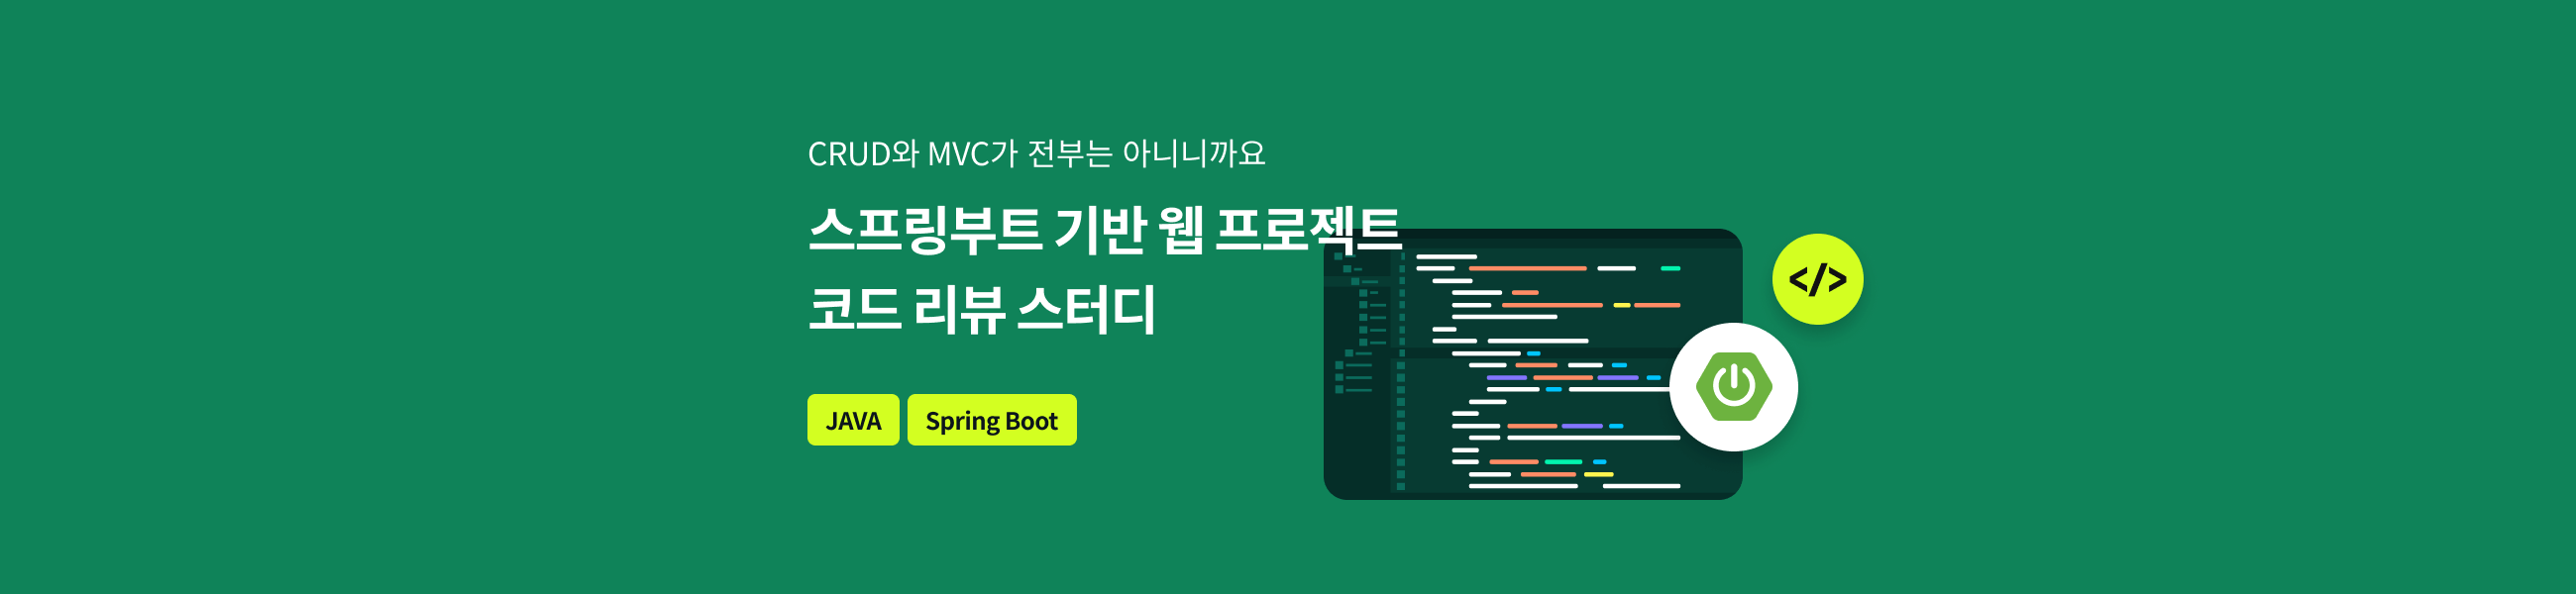 CRUD와 MVC가 전부는 아니니까요
스프링부트 기반 웹 프로젝트
코드 리뷰 스터디
JAVA Spring Boot
</>